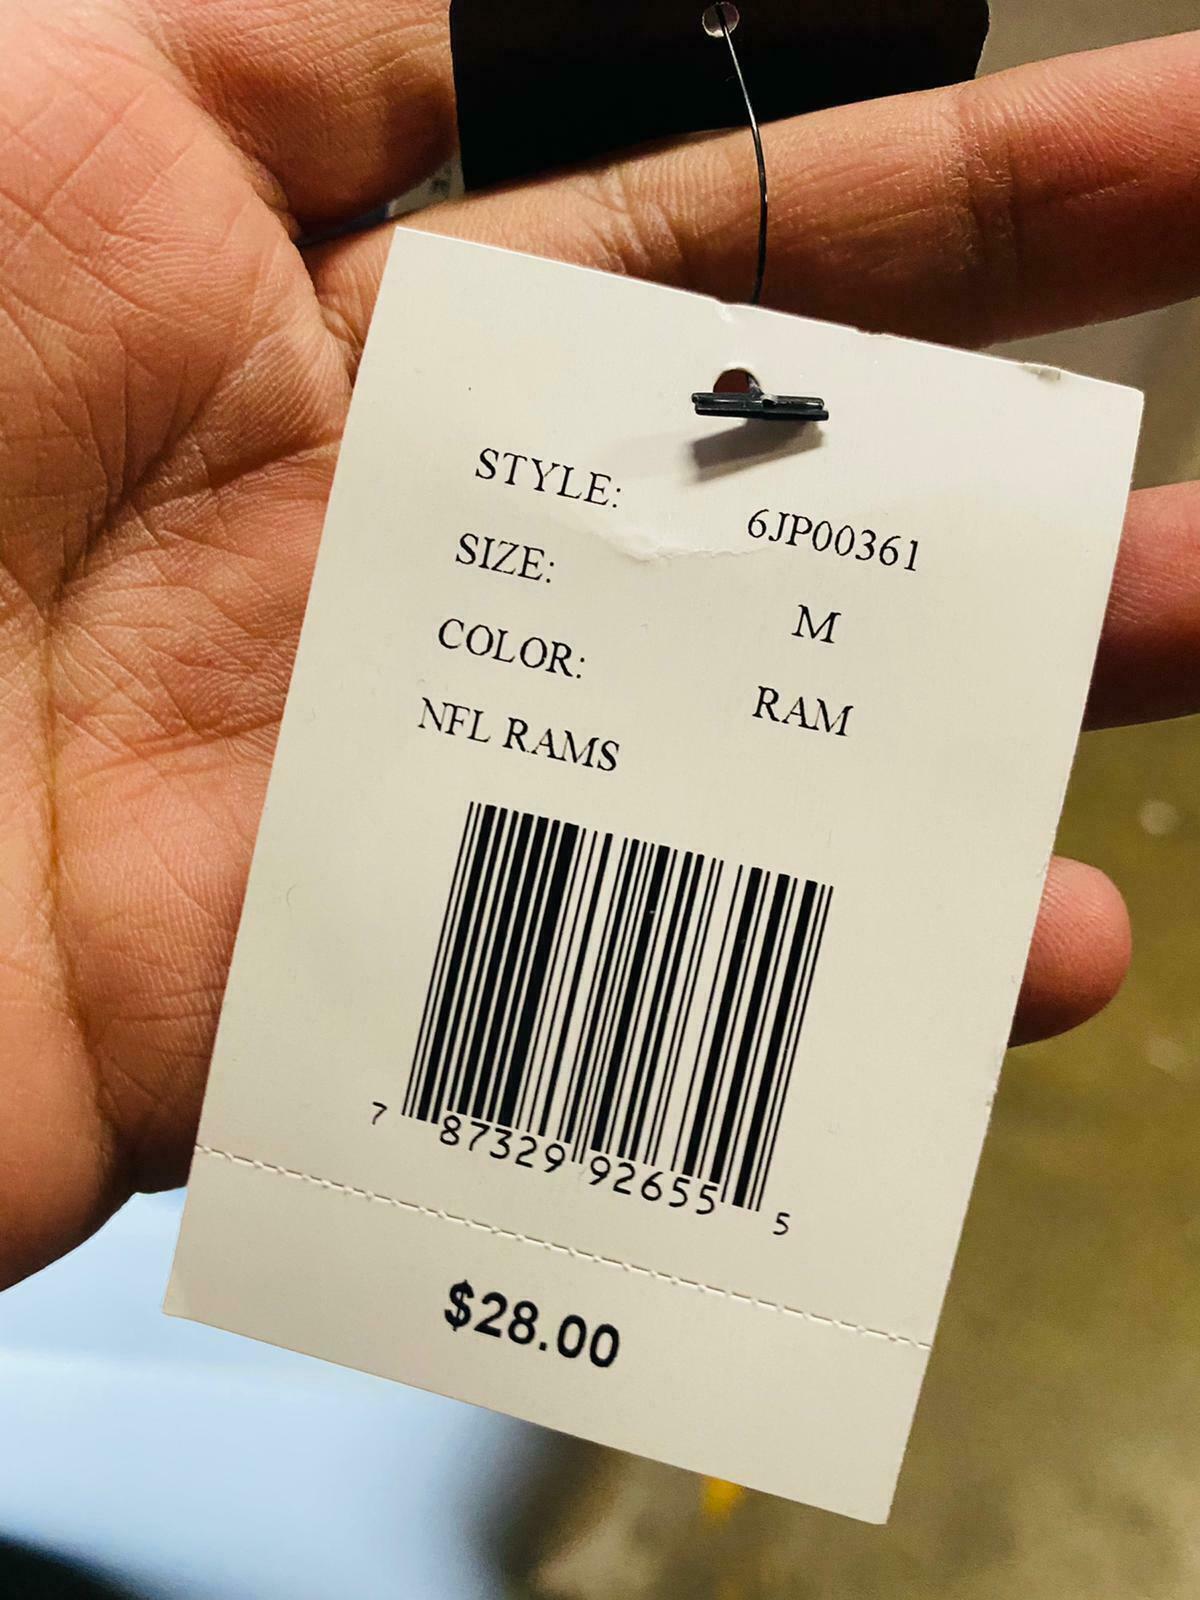 STYLE: 6JP00361
SIZE: M
COLOR: RAM
NFL RAMS
7 87329 92655 5
$28.00